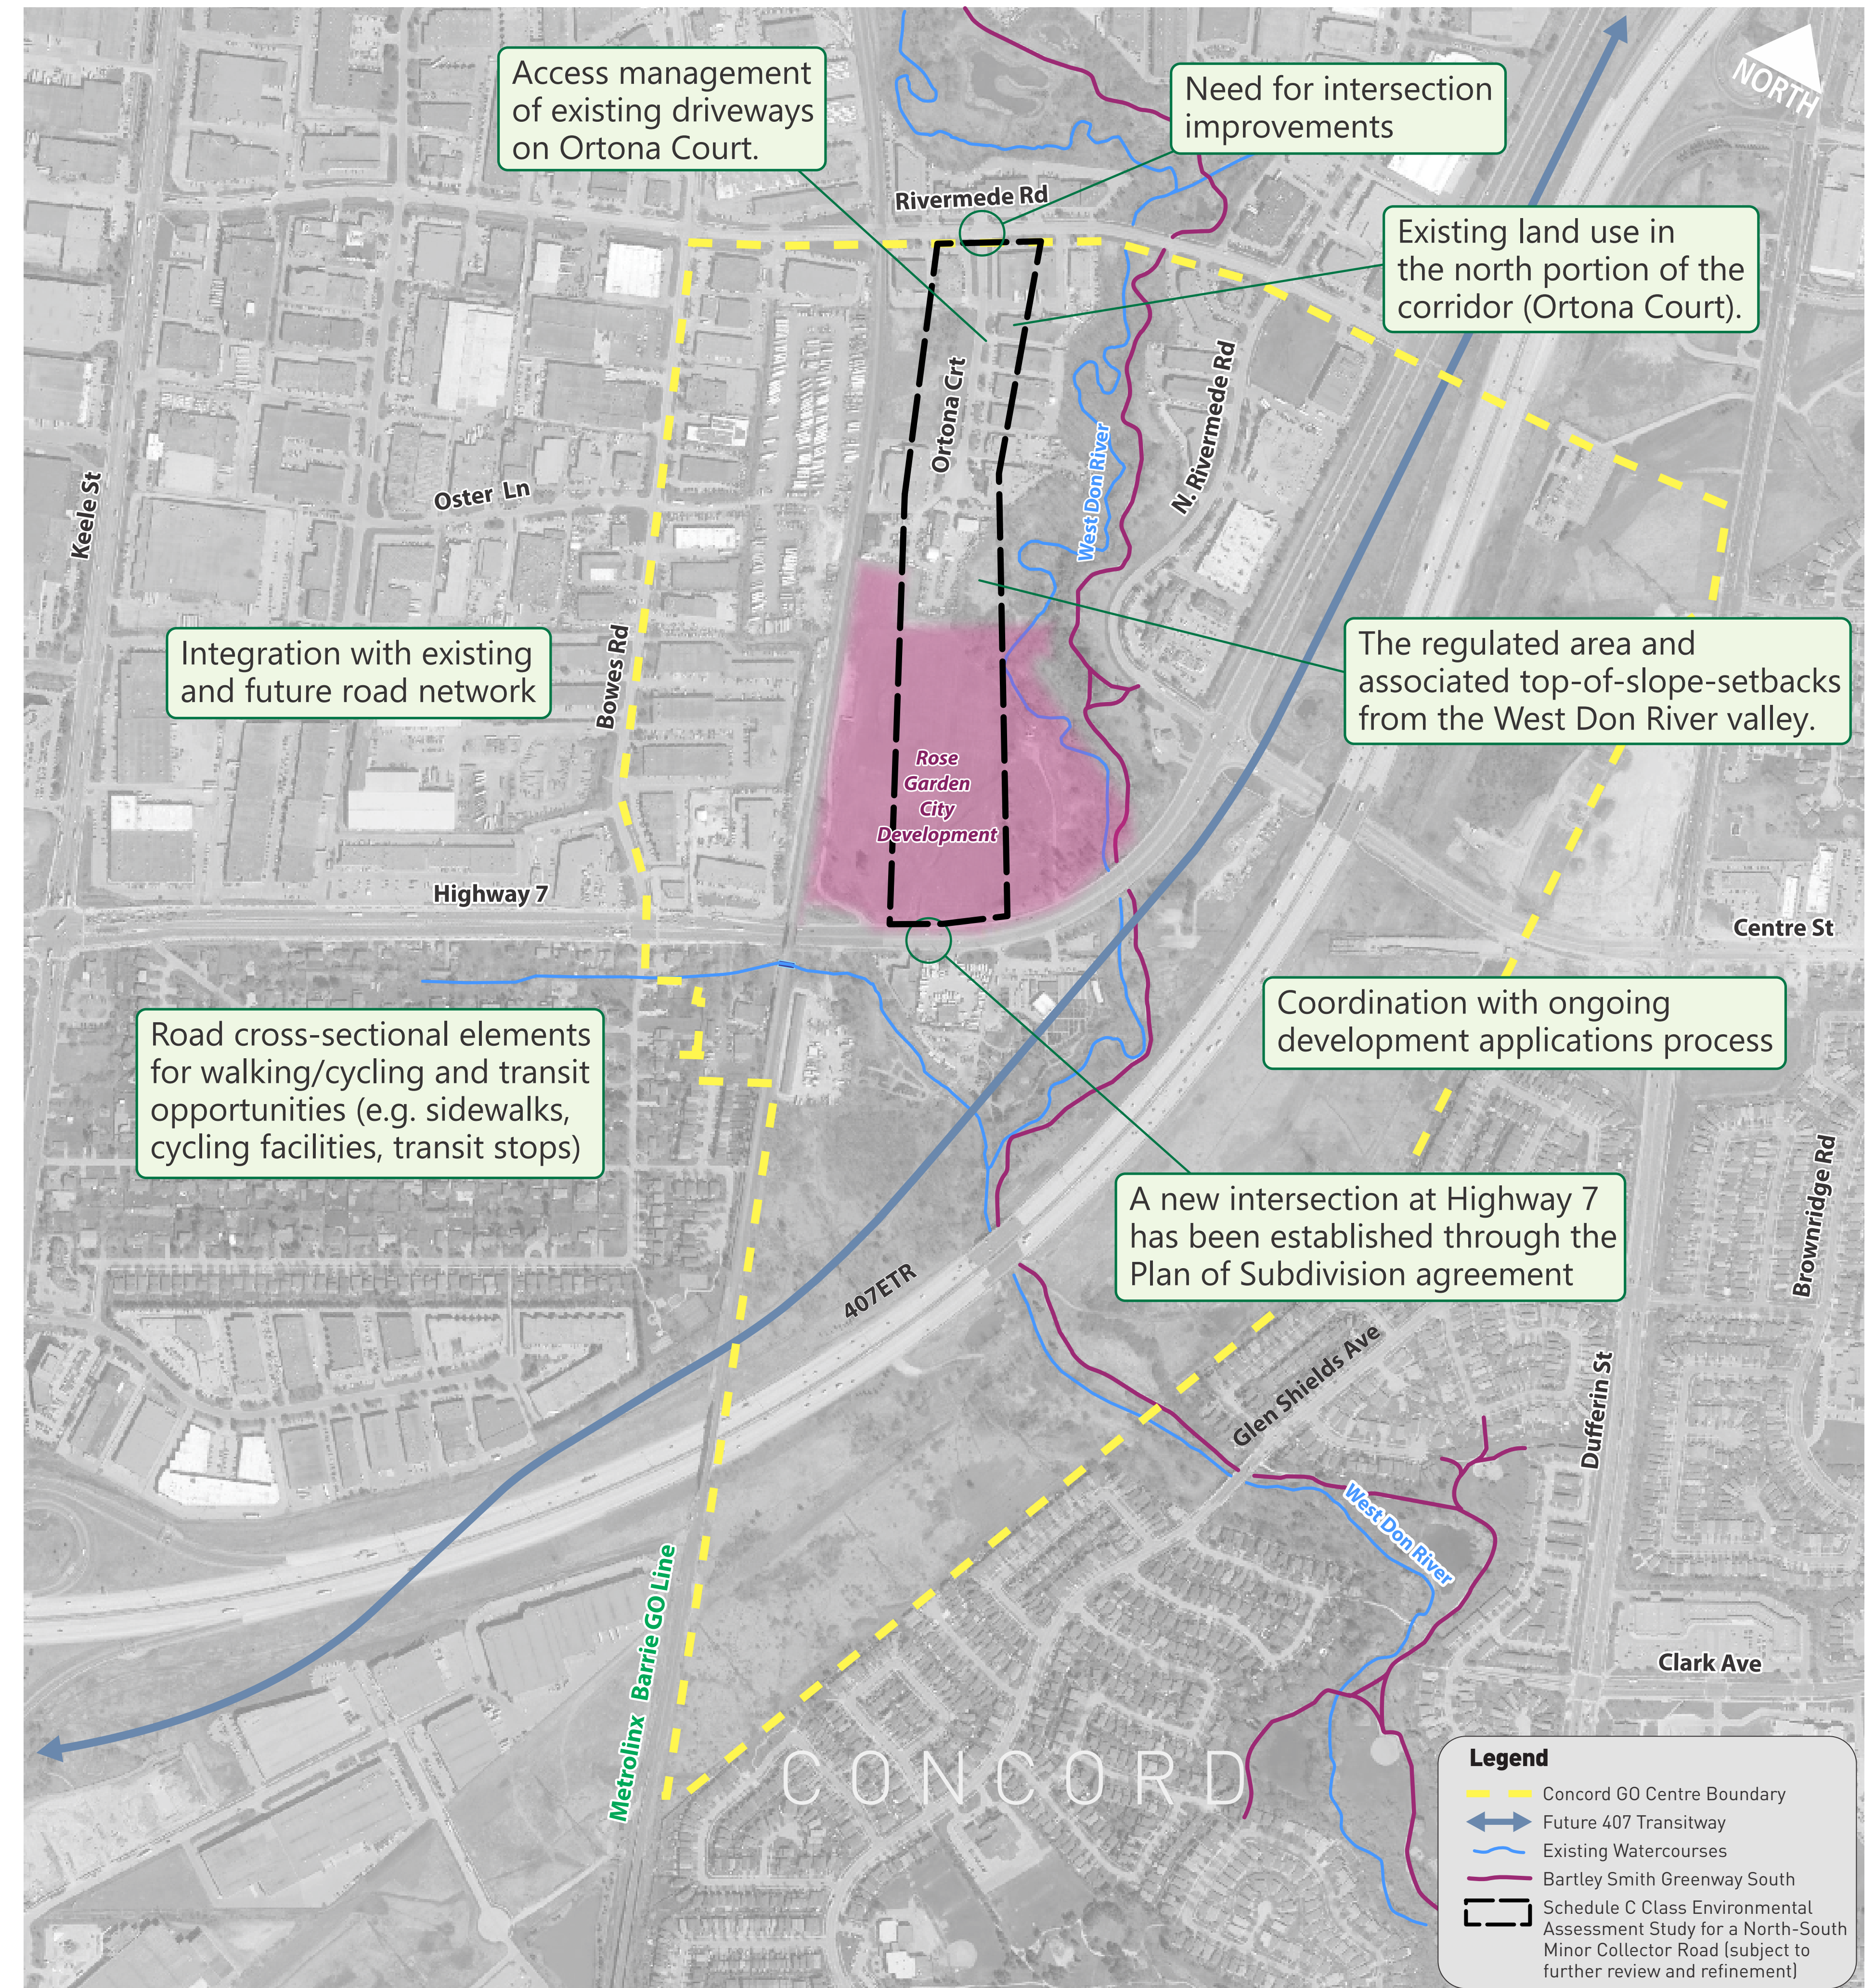 Access management
of existing driveways
on Ortona Court.
Need for intersection
improvements
NORTH
Rivermede Rd
Existing land use in
the north portion of the
corridor (Ortona Court).
Ortona Crt
N. Rivermede Rd
West Don River
Keele St
Oster Ln
Bowes Rd
Integration with existing
and future road network
The regulated area and
associated top-of-slope-setbacks
from the West Don River valley.
Rose
Garden
City
Development
Highway 7
Centre St
Coordination with ongoing
development applications process
Road cross-sectional elements
for walking/cycling and transit
opportunities (e.g. sidewalks,
cycling facilities, transit stops)
A new intersection at Highway 7
has been established through the
Plan of Subdivision agreement
Brownridge Rd
407ETR
Glen Shields Ave
Dufferin St
West Don River
Metrolinx Barrie GO Line
Clark Ave
CONCORD
Legend
Concord GO Centre Boundary
Future 407 Transitway
Existing Watercourses
Bartley Smith Greenway South
Schedule C Class Environmental
Assessment Study for a North-South
Minor Collector Road (subject to
further review and refinement)